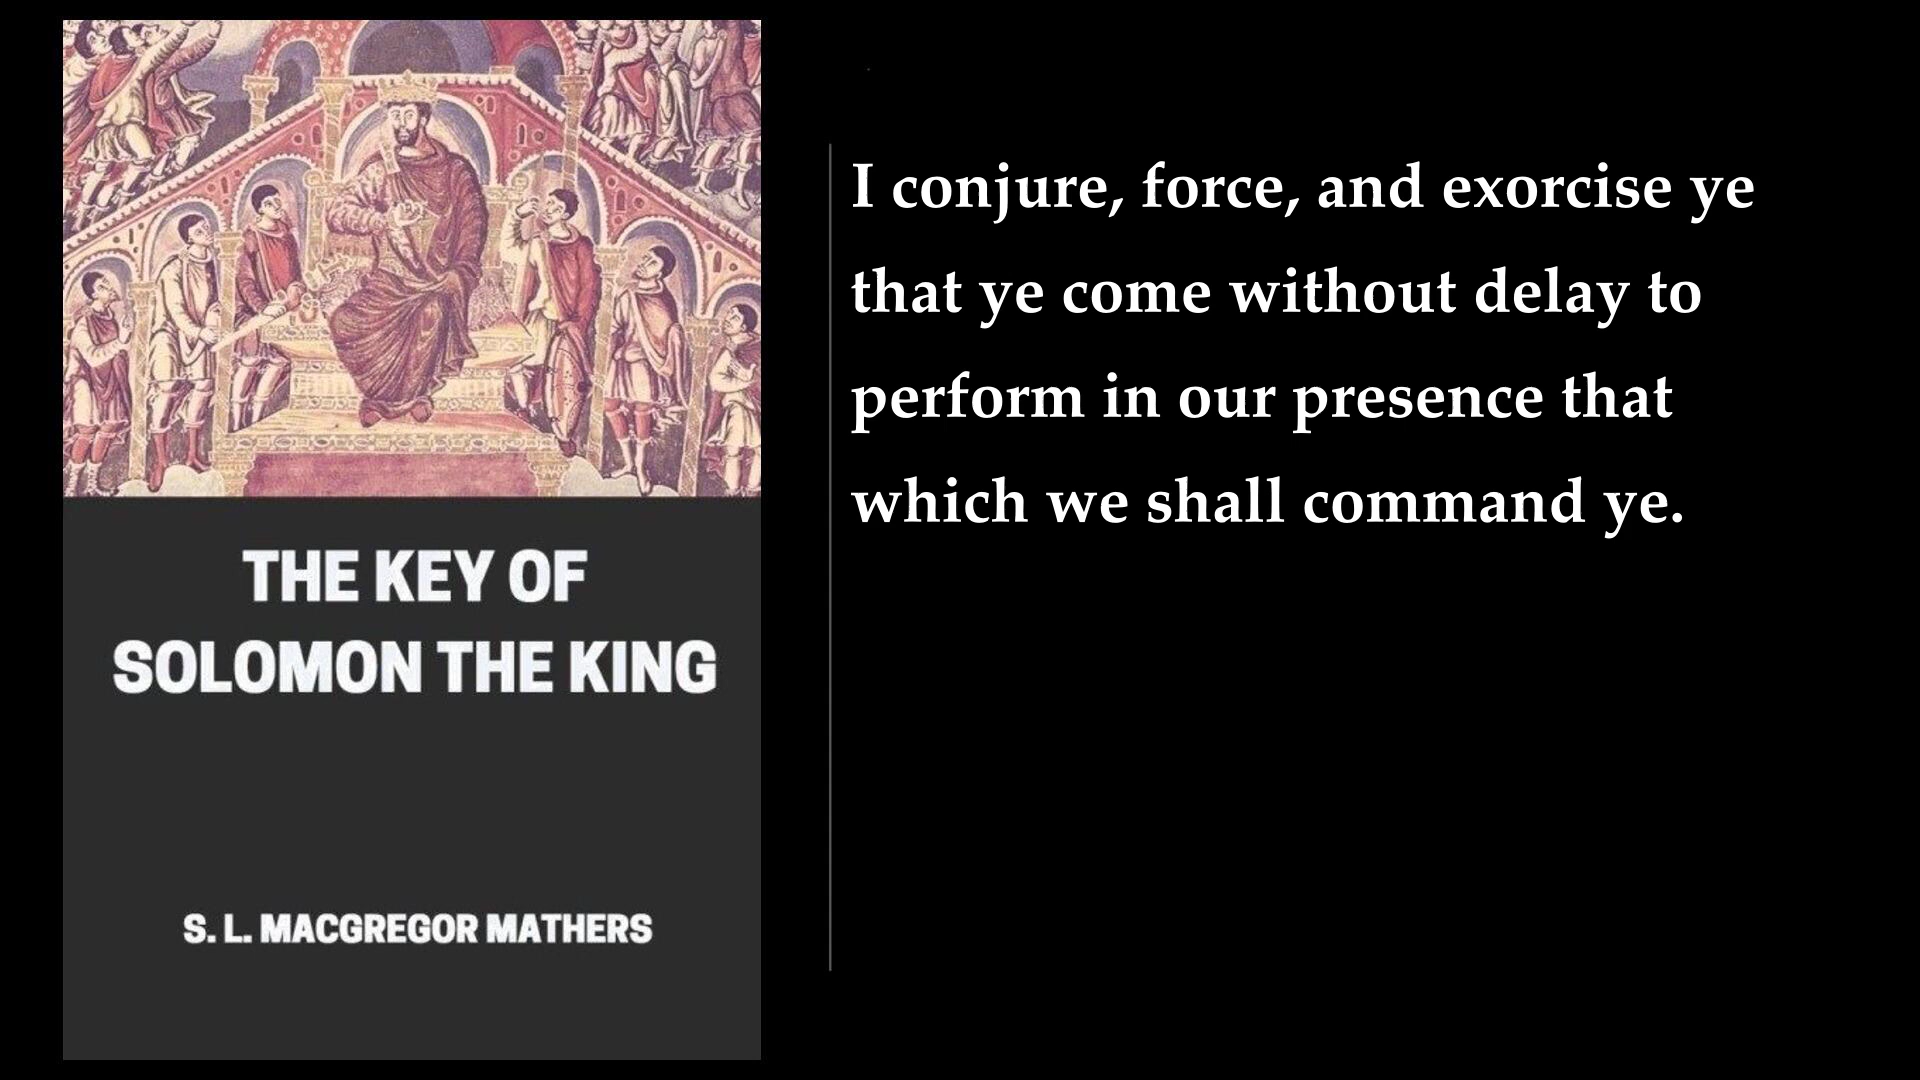 THE KEY OF
SOLOMON THE KING
S. L. MACGREGOR MATHERS
I conjure, force, and exorcise ye
that ye come without delay to
perform in our presence that
which we shall command ye.